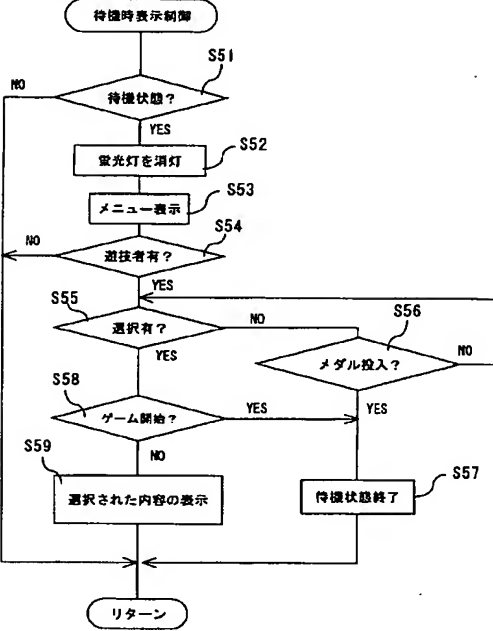 待機時表示制御
S51
NO
待機状態？
YES
S52
蛍光灯を消灯
S53
メニュー表示
S54
NO
遊技者有？
YES
S55
S56
選択有？
NO
YES
メダル投入？
NO
S58
ゲーム開始？
YES
YES
NO
S59
S57
選択された内容の表示
待機状態終了
リターン